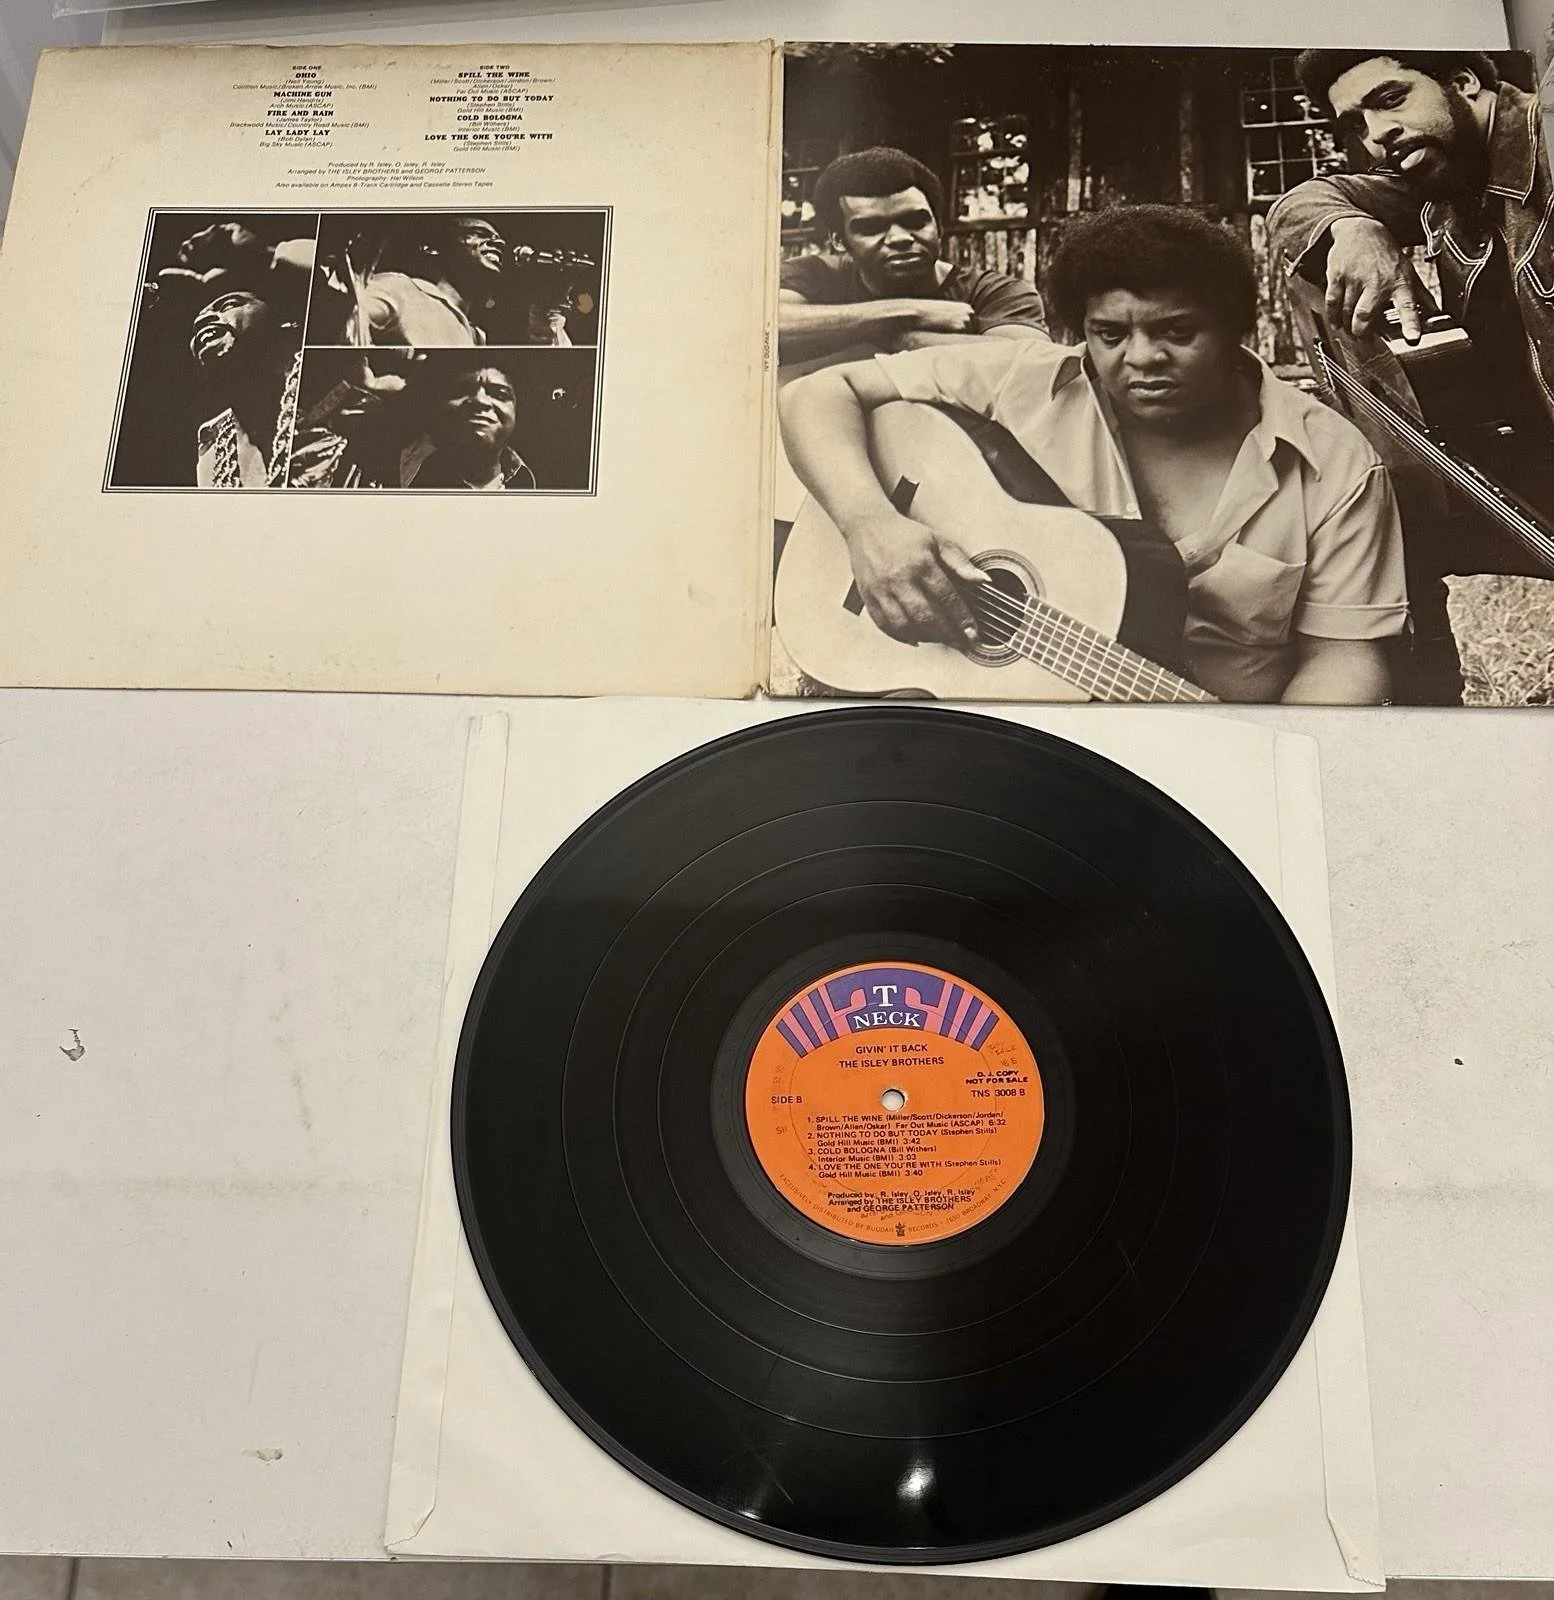 SIDE ONE
OHIO
(Neil Young)
Cotillion Music/Broken Arrow Music, Inc. (BMI)
MACHINE GUN
(Jimi Hendrix)
Arch Music (ASCAP)
FIRE AND RAIN
(James Taylor)
Blackwood Music/Country Road Music (BMI)
LAY LADY LAY
(Bob Dylan)
Big Sky Music (ASCAP)
SIDE TWO
SPILL THE WINE
(Miller/Scott/Dickerson/Jordan/Brown/
Allen/Oskar)
Far Out Music (ASCAP)
NOTHING TO DO BUT TODAY
(Stephen Stills)
Gold Hill Music (BMI)
COLD BOLOGNA
(Bill Withers)
Interior Music (BMI)
LOVE THE ONE YOU'RE WITH
(Stephen Stills)
Gold Hill Music (BMI)
Produced by R. Isley, O. Isley, R. Isley
Arranged by THE ISLEY BROTHERS and GEORGE PATTERSON
Photography: Hal Wilson
Also available on Ampex 8-Track Cartridge and Cassette Stereo Tapes
T
NECK
GIVIN' IT BACK
THE ISLEY BROTHERS
D. J. COPY
NOT FOR SALE
SIDE B
TNS 3008 B
1. SPILL THE WINE (Miller/Scott/Dickerson/Jordan/
Brown/Allen/Oskar) Far Out Music (ASCAP) 6:32
2. NOTHING TO DO BUT TODAY (Stephen Stills)
Gold Hill Music (BMI) 3:42
3. COLD BOLOGNA (Bill Withers)
Interior Music (BMI) 3:03
4. LOVE THE ONE YOU'RE WITH (Stephen Stills)
Gold Hill Music (BMI) 3:40
Produced by: R. Isley, O. Isley, R. Isley
Arranged by THE ISLEY BROTHERS
and GEORGE PATTERSON
EXCLUSIVELY DISTRIBUTED BY BUDDAH RECORDS - 1650 BROADWAY, N.Y.C.